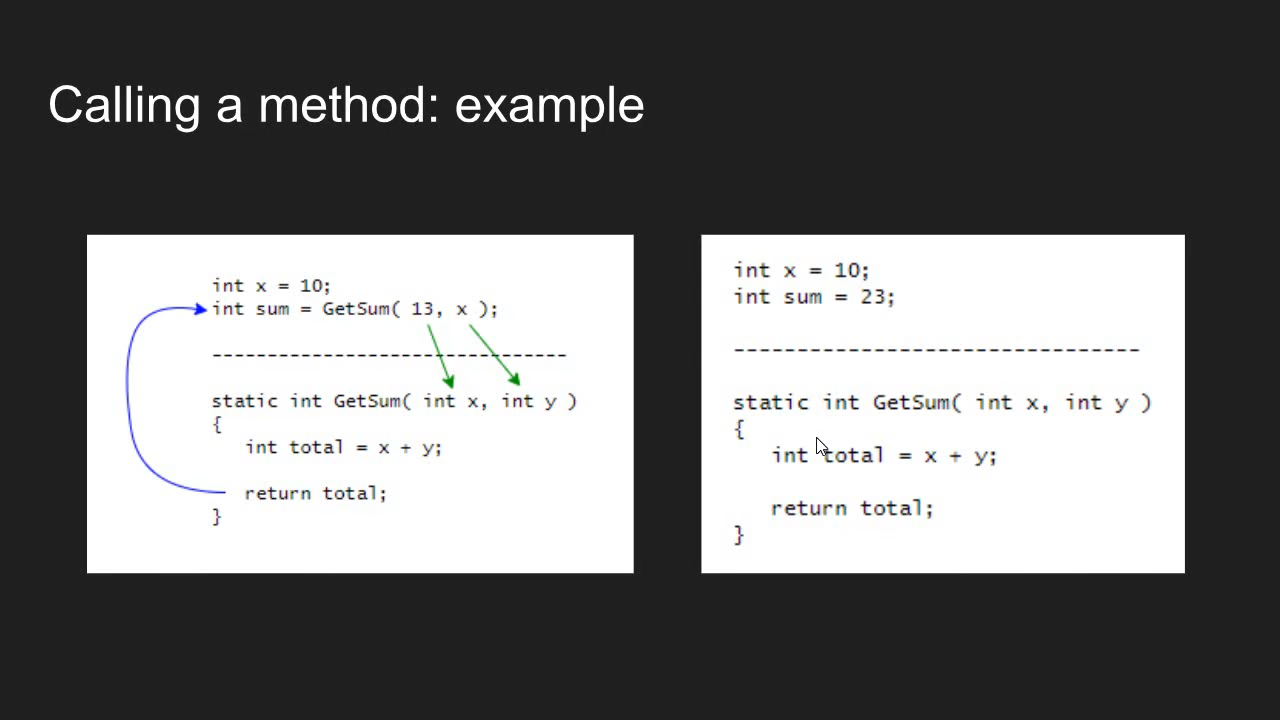 Calling a method: example
int x = 10;
int sum = GetSum( 13, x );
--------------------------------
static int GetSum( int x, int y )
{
int total = x + y;
return total;
}
int x = 10;
int sum = 23;
--------------------------------
static int GetSum( int x, int y )
{
int total = x + y;
return total;
}